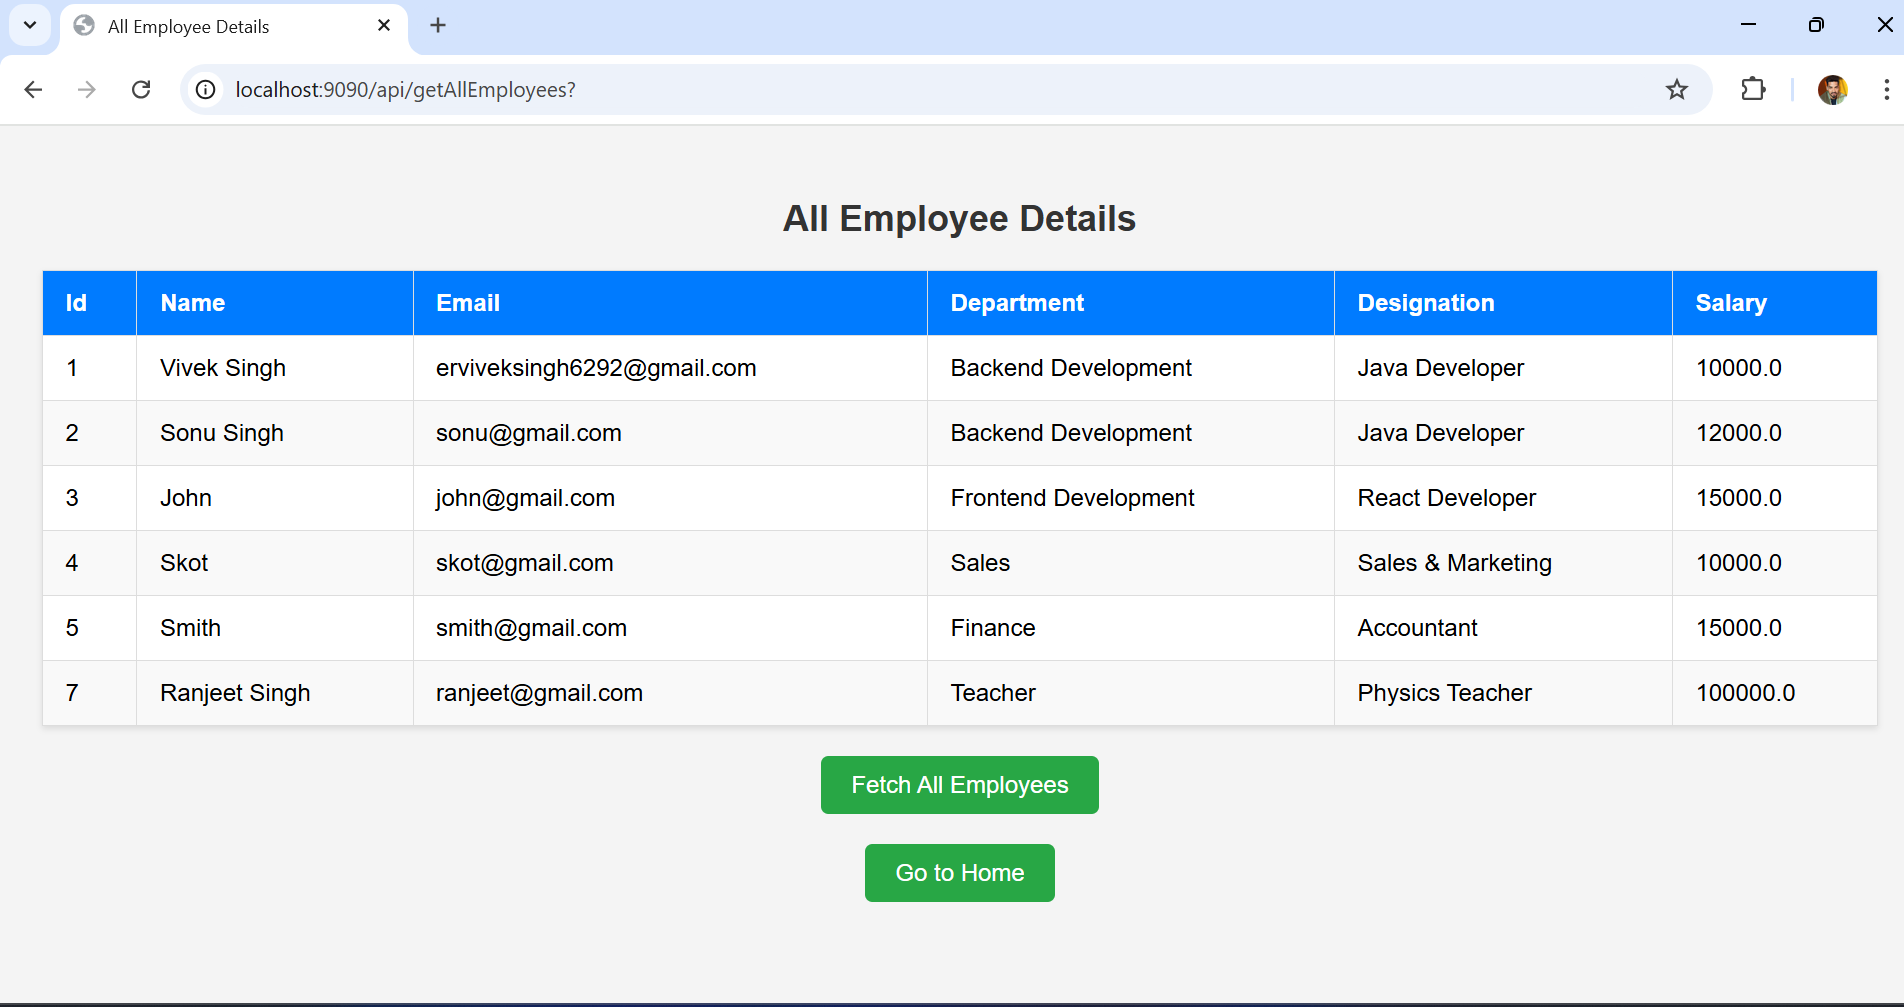 All Employee Details
localhost:9090/api/getAllEmployees?
All Employee Details
Id Name Email Department Designation Salary
1 Vivek Singh erviveksingh6292@gmail.com Backend Development Java Developer 10000.0
2 Sonu Singh sonu@gmail.com Backend Development Java Developer 12000.0
3 John john@gmail.com Frontend Development React Developer 15000.0
4 Skot skot@gmail.com Sales Sales & Marketing 10000.0
5 Smith smith@gmail.com Finance Accountant 15000.0
7 Ranjeet Singh ranjeet@gmail.com Teacher Physics Teacher 100000.0
Fetch All Employees
Go to Home